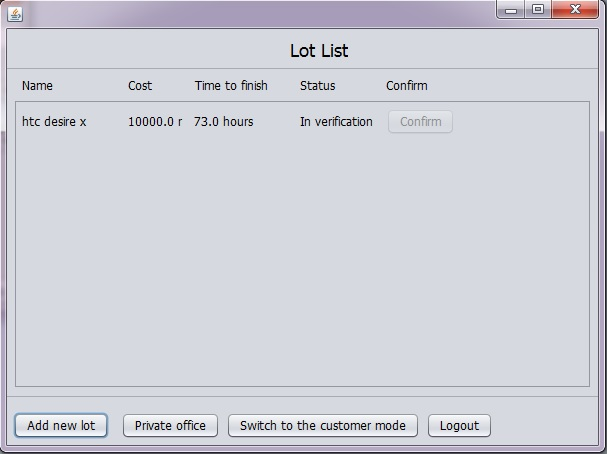 Lot List
Name Cost Time to finish Status Confirm
htc desire x 10000.0 r 73.0 hours In verification Confirm
Add new lot Private office Switch to the customer mode Logout